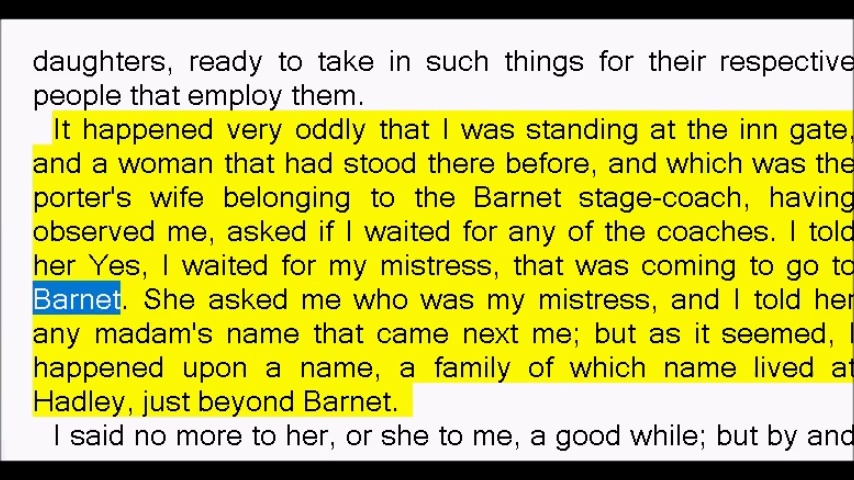 daughters, ready to take in such things for their respective
people that employ them.
It happened very oddly that I was standing at the inn gate,
and a woman that had stood there before, and which was the
porter's wife belonging to the Barnet stage-coach, having
observed me, asked if I waited for any of the coaches. I told
her Yes, I waited for my mistress, that was coming to go to
Barnet. She asked me who was my mistress, and I told her
any madam's name that came next me; but as it seemed, I
happened upon a name, a family of which name lived at
Hadley, just beyond Barnet.
I said no more to her, or she to me, a good while; but by and